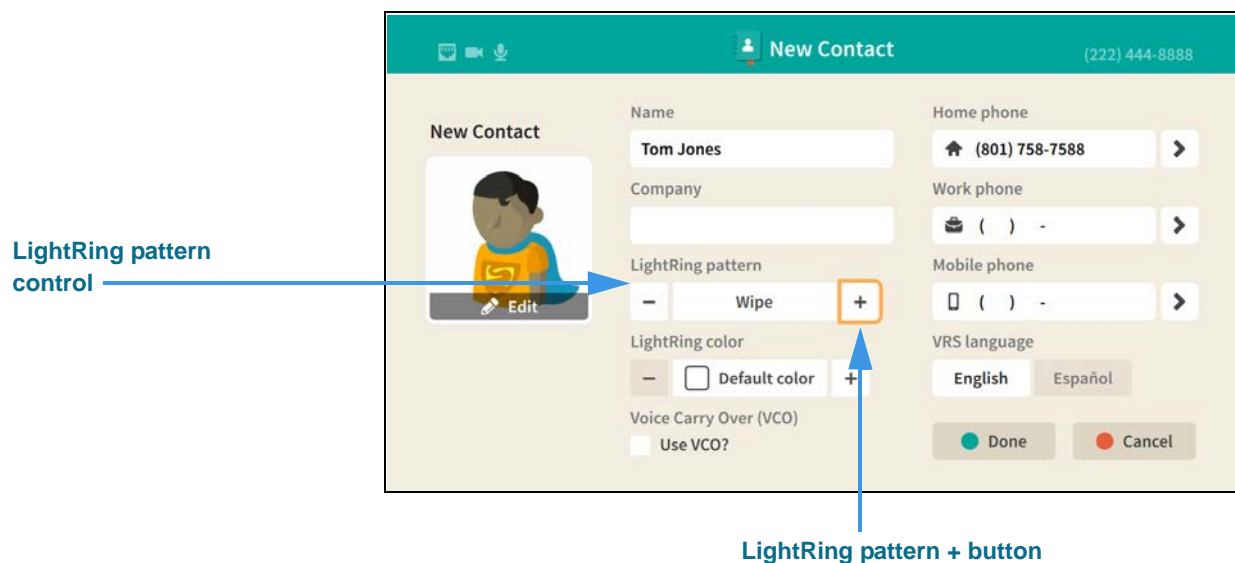 New Contact
(222) 444-8888
New Contact
Edit
Name
Tom Jones
Company
LightRing pattern
− Wipe +
LightRing color
− Default color +
Voice Carry Over (VCO)
Use VCO?
Home phone
(801) 758-7588
Work phone
( ) -
Mobile phone
( ) -
VRS language
English Español
Done Cancel
LightRing pattern
control
LightRing pattern + button